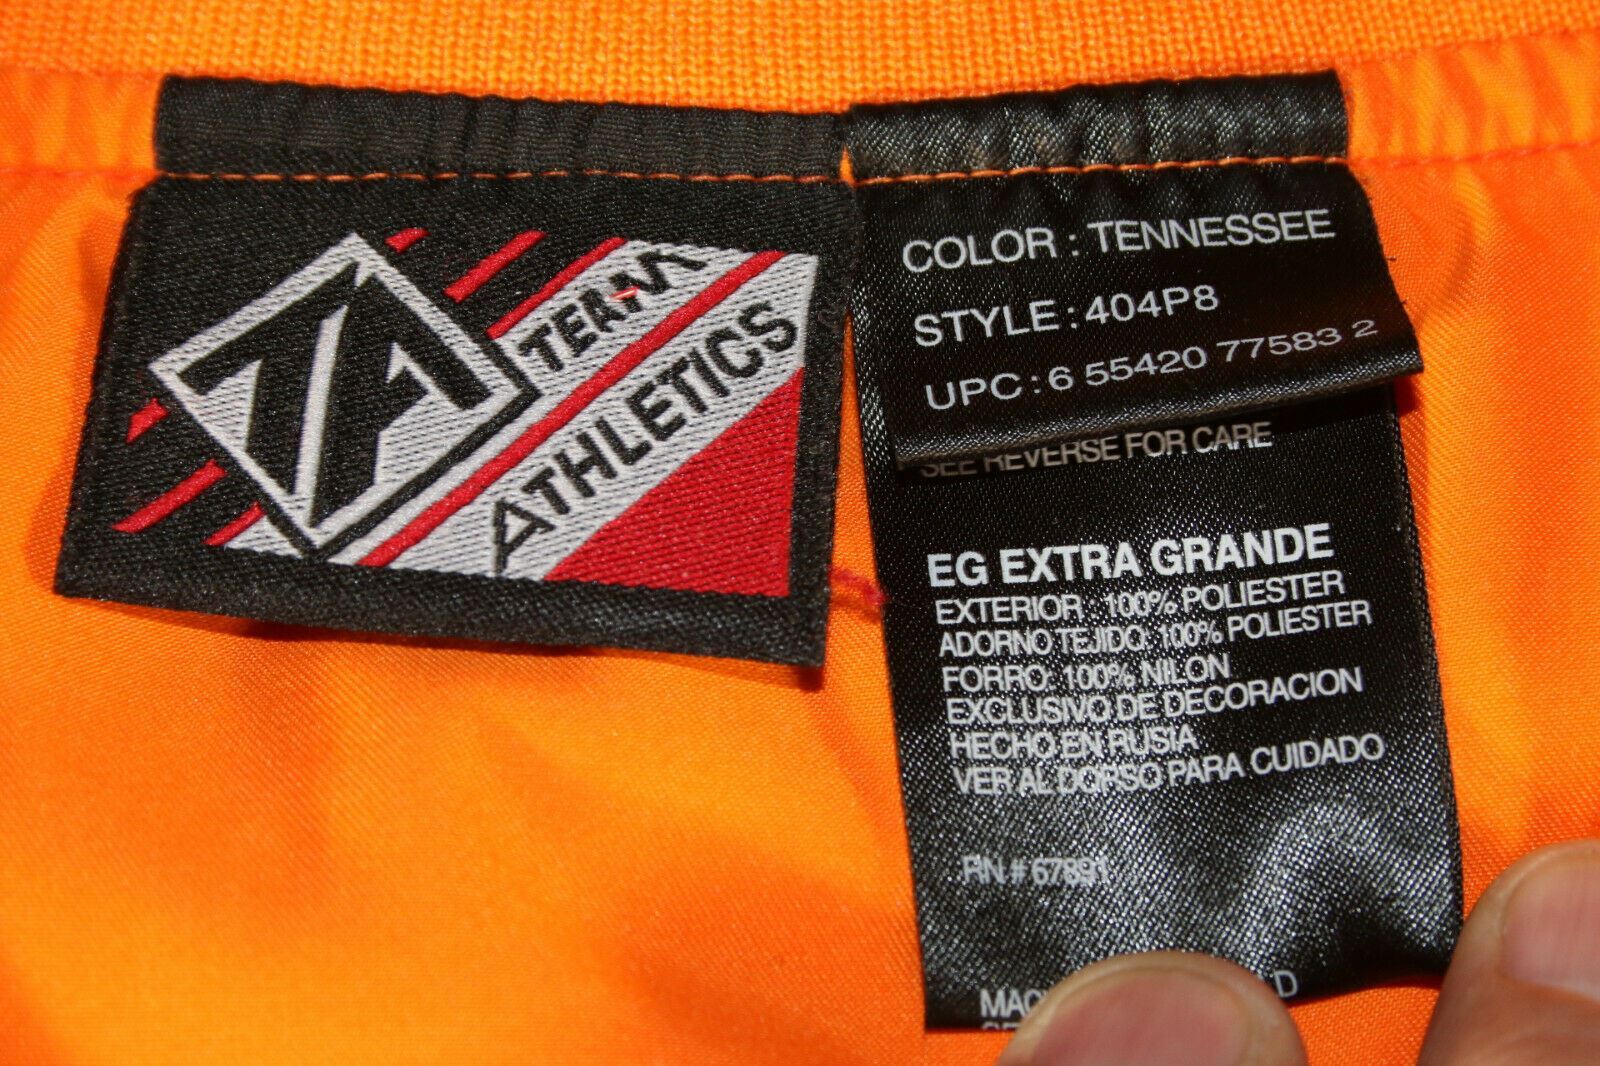 TA
TEAM
ATHLETICS
COLOR : TENNESSEE
STYLE : 404P8
UPC : 6 55420 77583 2
SEE REVERSE FOR CARE
EG EXTRA GRANDE
EXTERIOR : 100% POLIESTER
ADORNO TEJIDO: 100% POLIESTER
FORRO: 100% NILON
EXCLUSIVO DE DECORACION
HECHO EN RUSIA
VER AL DORSO PARA CUIDADO
RN # 67891